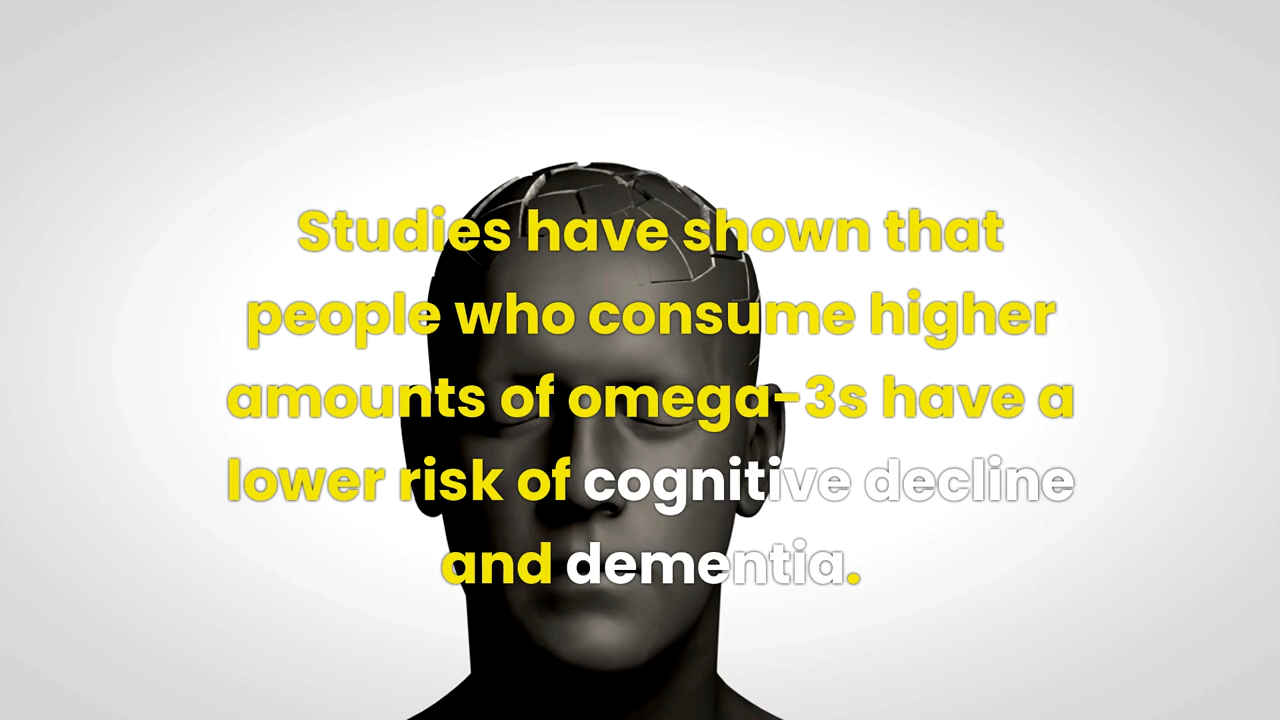 Studies have shown that
people who consume higher
amounts of omega-3s have a
lower risk of cognitive decline
and dementia.